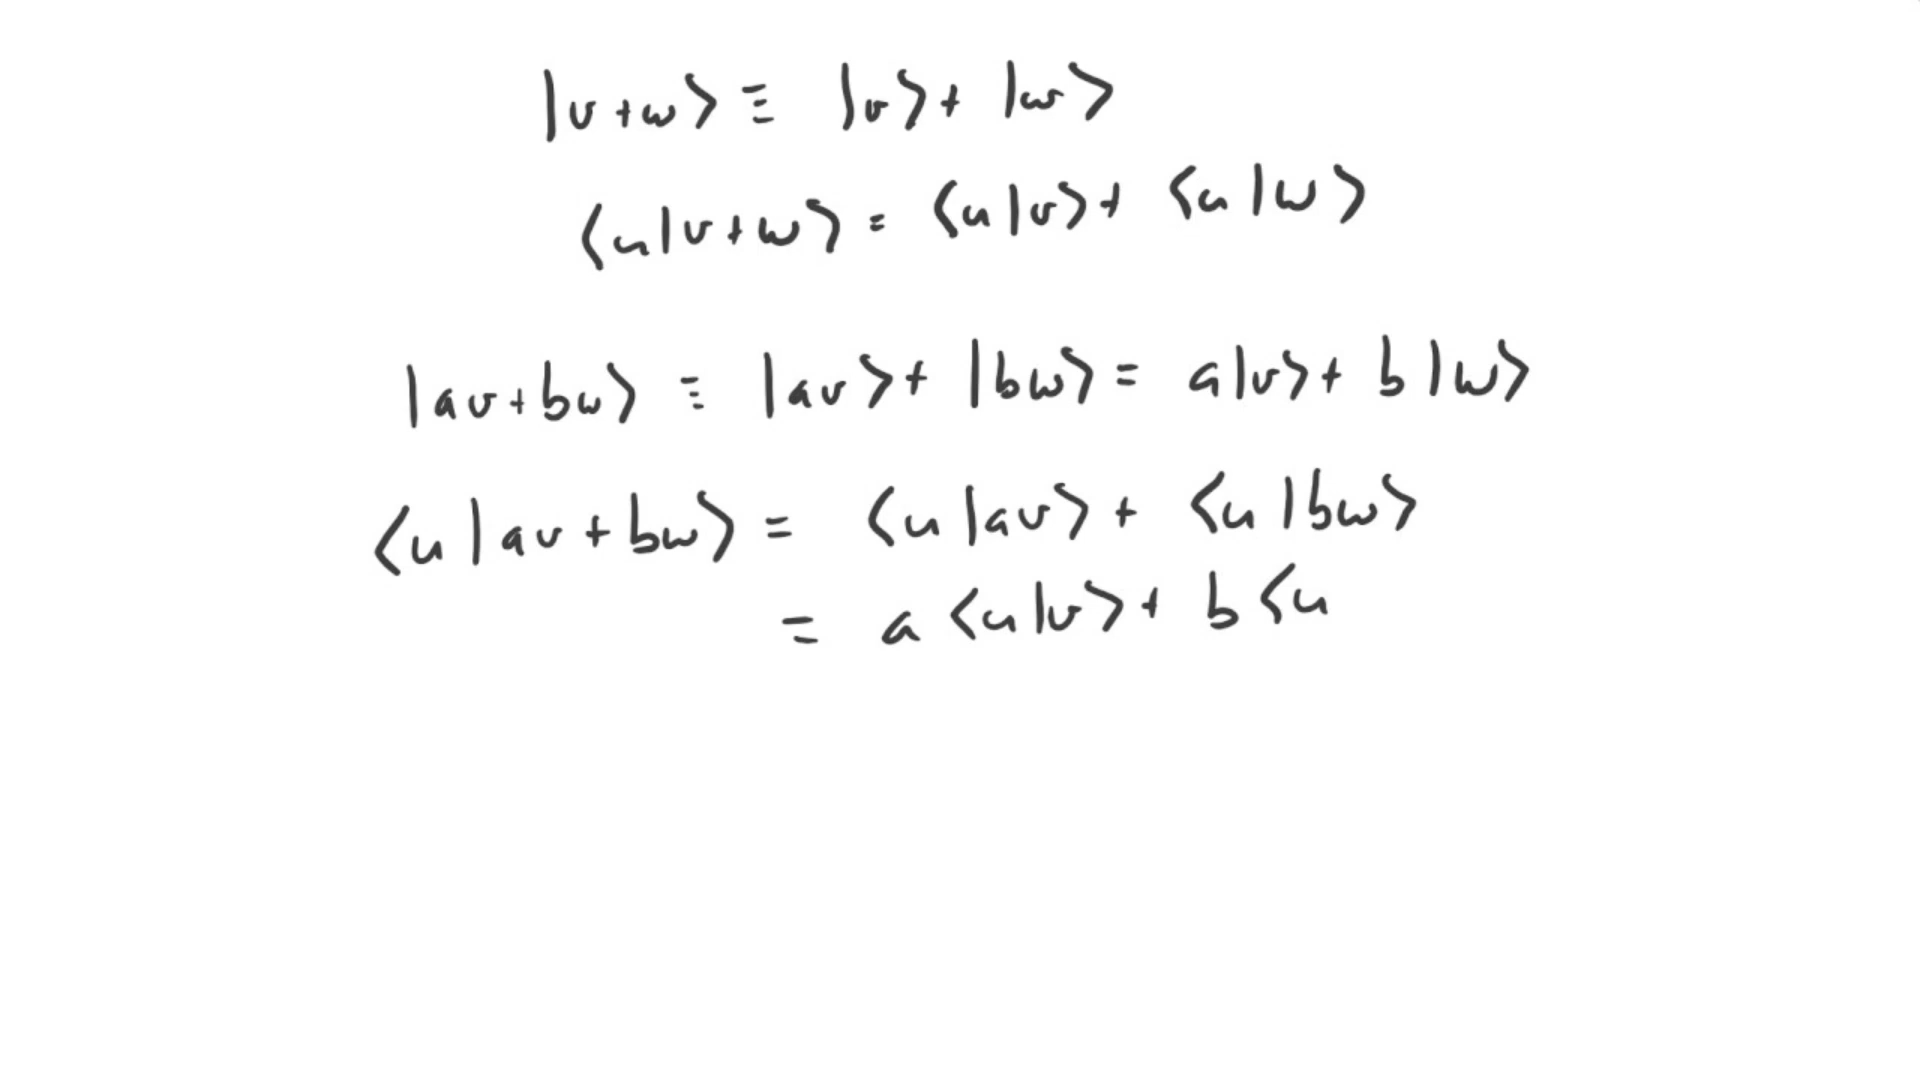 |v+w⟩ ≡ |v⟩ + |w⟩
⟨u|v+w⟩ = ⟨u|v⟩ + ⟨u|w⟩
|av+bw⟩ ≡ |av⟩ + |bw⟩ = a|v⟩ + b|w⟩
⟨u|av+bw⟩ = ⟨u|av⟩ + ⟨u|bw⟩
= a⟨u|v⟩ + b⟨u